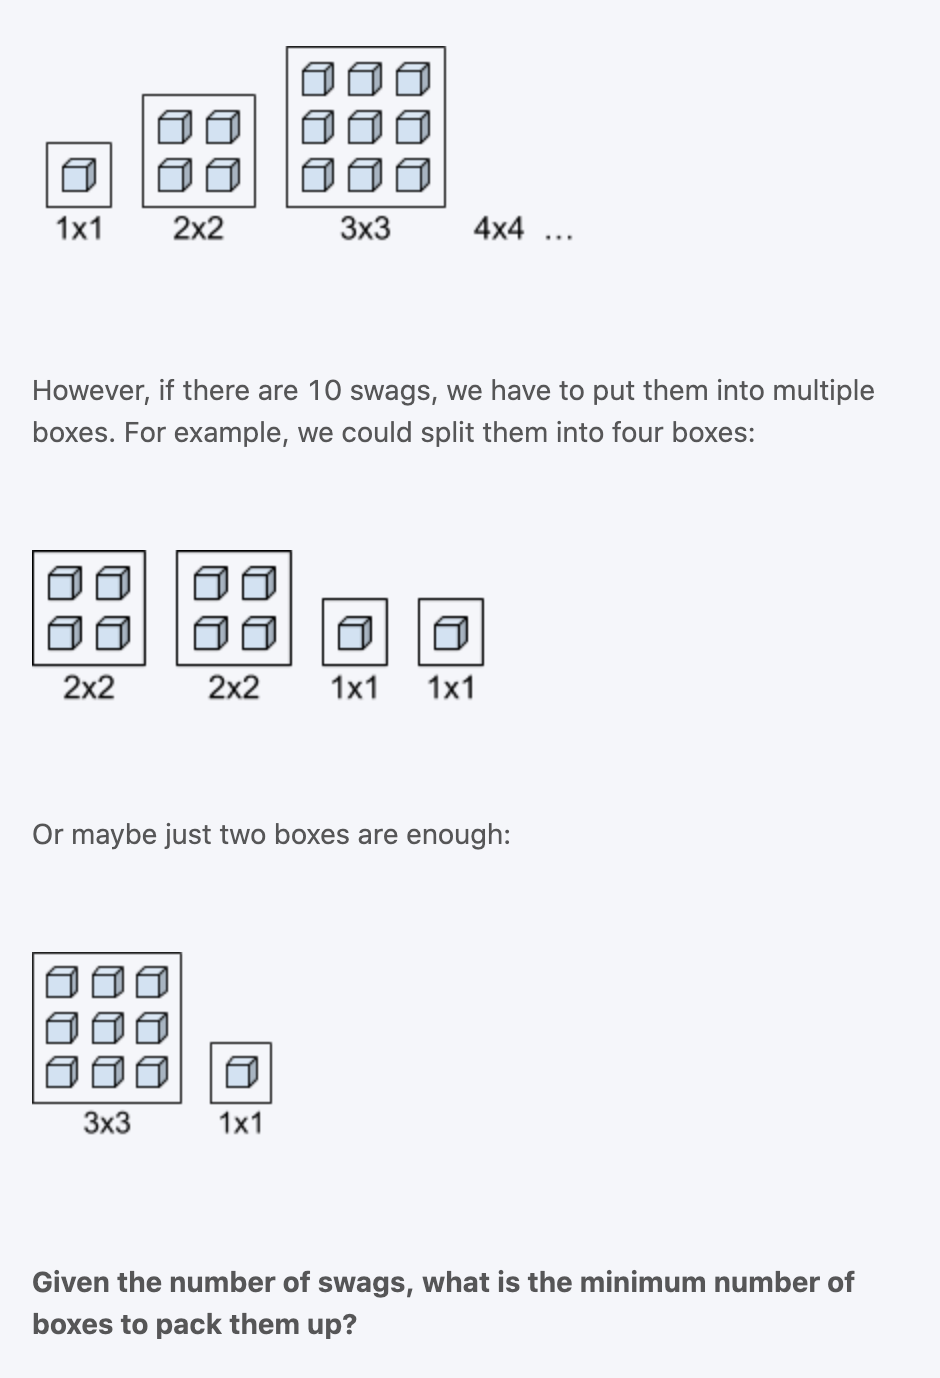 1x1 2x2 3x3 4x4 ...
However, if there are 10 swags, we have to put them into multiple
boxes. For example, we could split them into four boxes:
2x2 2x2 1x1 1x1
Or maybe just two boxes are enough:
3x3 1x1
Given the number of swags, what is the minimum number of
boxes to pack them up?